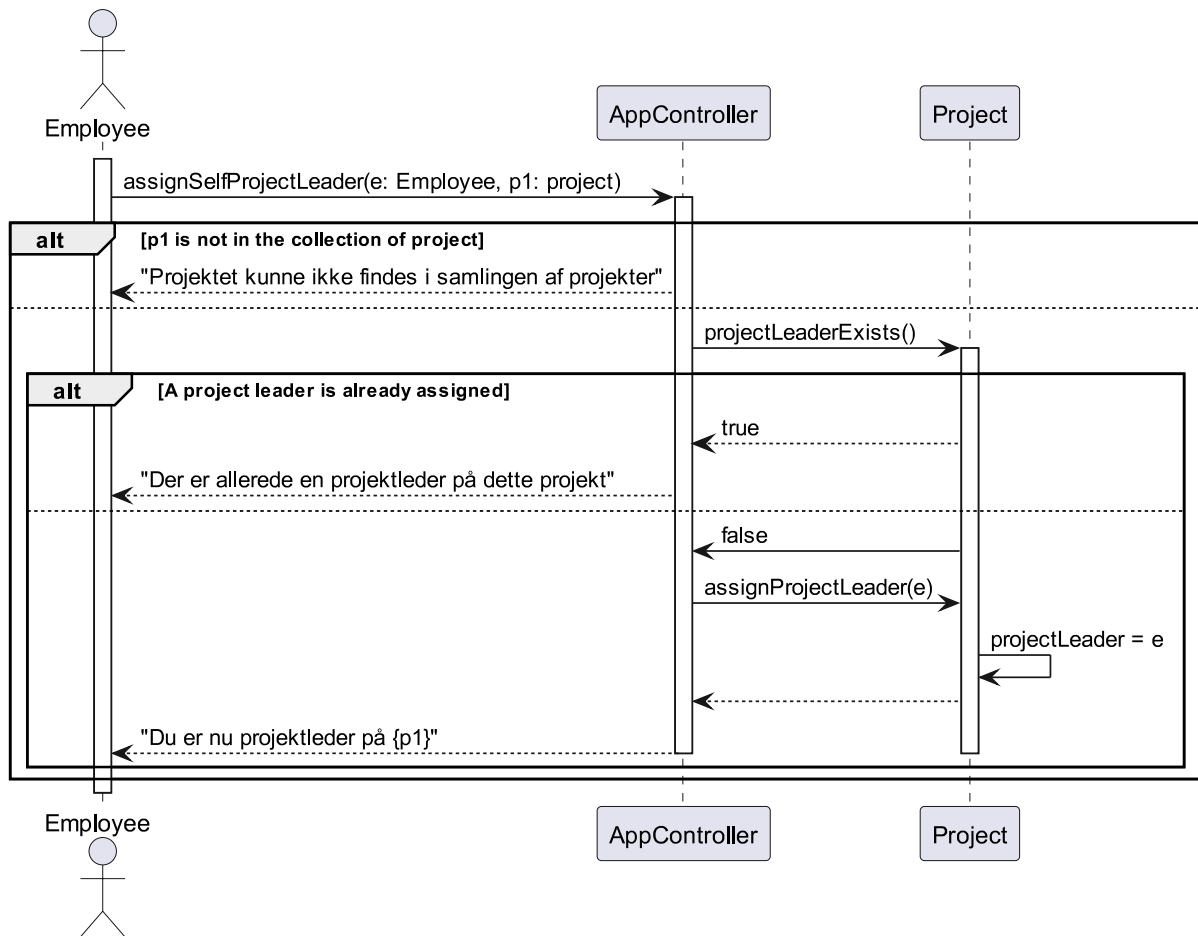 Employee
AppController
Project
assignSelfProjectLeader(e: Employee, p1: project)
alt
[p1 is not in the collection of project]
"Projektet kunne ikke findes i samlingen af projekter"
projectLeaderExists()
alt
[A project leader is already assigned]
true
"Der er allerede en projektleder på dette projekt"
false
assignProjectLeader(e)
projectLeader = e
"Du er nu projektleder på {p1}"
Employee
AppController
Project